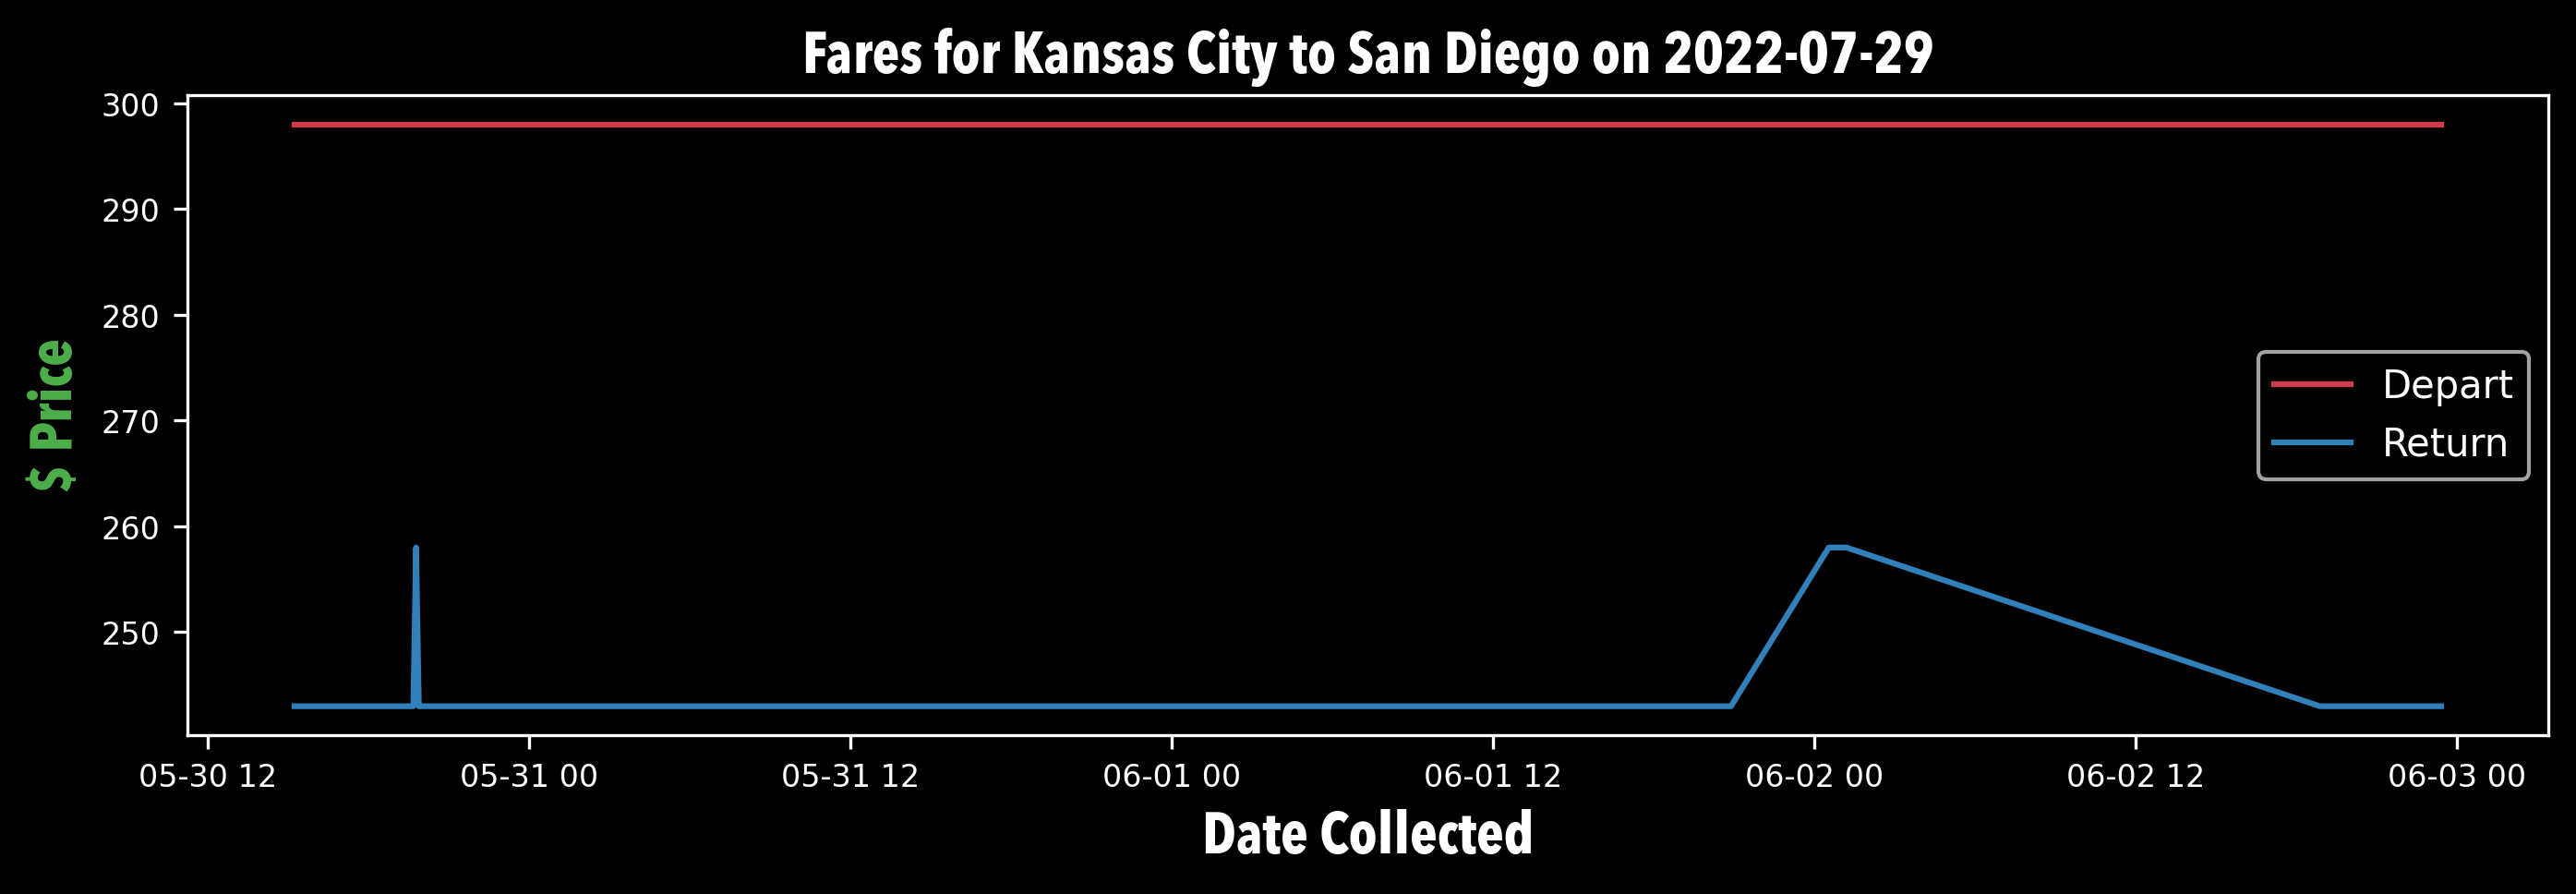 Fares for Kansas City to San Diego on 2022-07-29
300
290
280
270
260
250
$ Price
Depart
Return
05-30 12
05-31 00
05-31 12
06-01 00
06-01 12
06-02 00
06-02 12
06-03 00
Date Collected